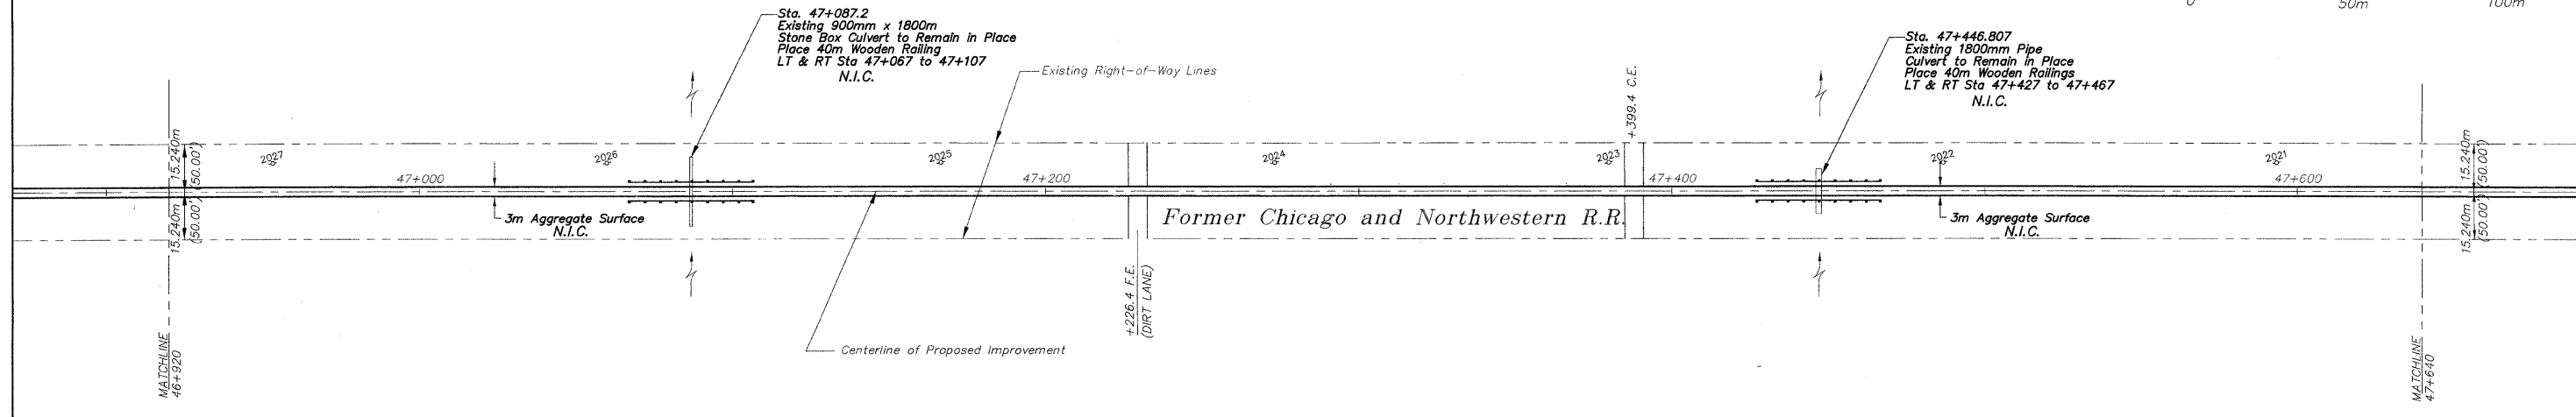 0 50m 100m
Sta. 47+087.2
Existing 900mm x 1800m
Stone Box Culvert to Remain in Place
Place 40m Wooden Railing
LT & RT Sta 47+067 to 47+107
N.I.C.
Existing Right-of-Way Lines
+399.4 C.E.
Sta. 47+446.807
Existing 1800mm Pipe
Culvert to Remain in Place
Place 40m Wooden Railings
LT & RT Sta 47+427 to 47+467
N.I.C.
15.240m
(50.00')
2027
2026
2025
2024
2023
2022
2021
15.240m
(50.00')
47+000
47+200
47+400
47+600
15.240m
(50.00')
3m Aggregate Surface
N.I.C.
Former Chicago and Northwestern R.R.
3m Aggregate Surface
N.I.C.
15.240m
(50.00')
+226.4 F.E.
(DIRT LANE)
Centerline of Proposed Improvement
MATCHLINE
46+920
MATCHLINE
47+640